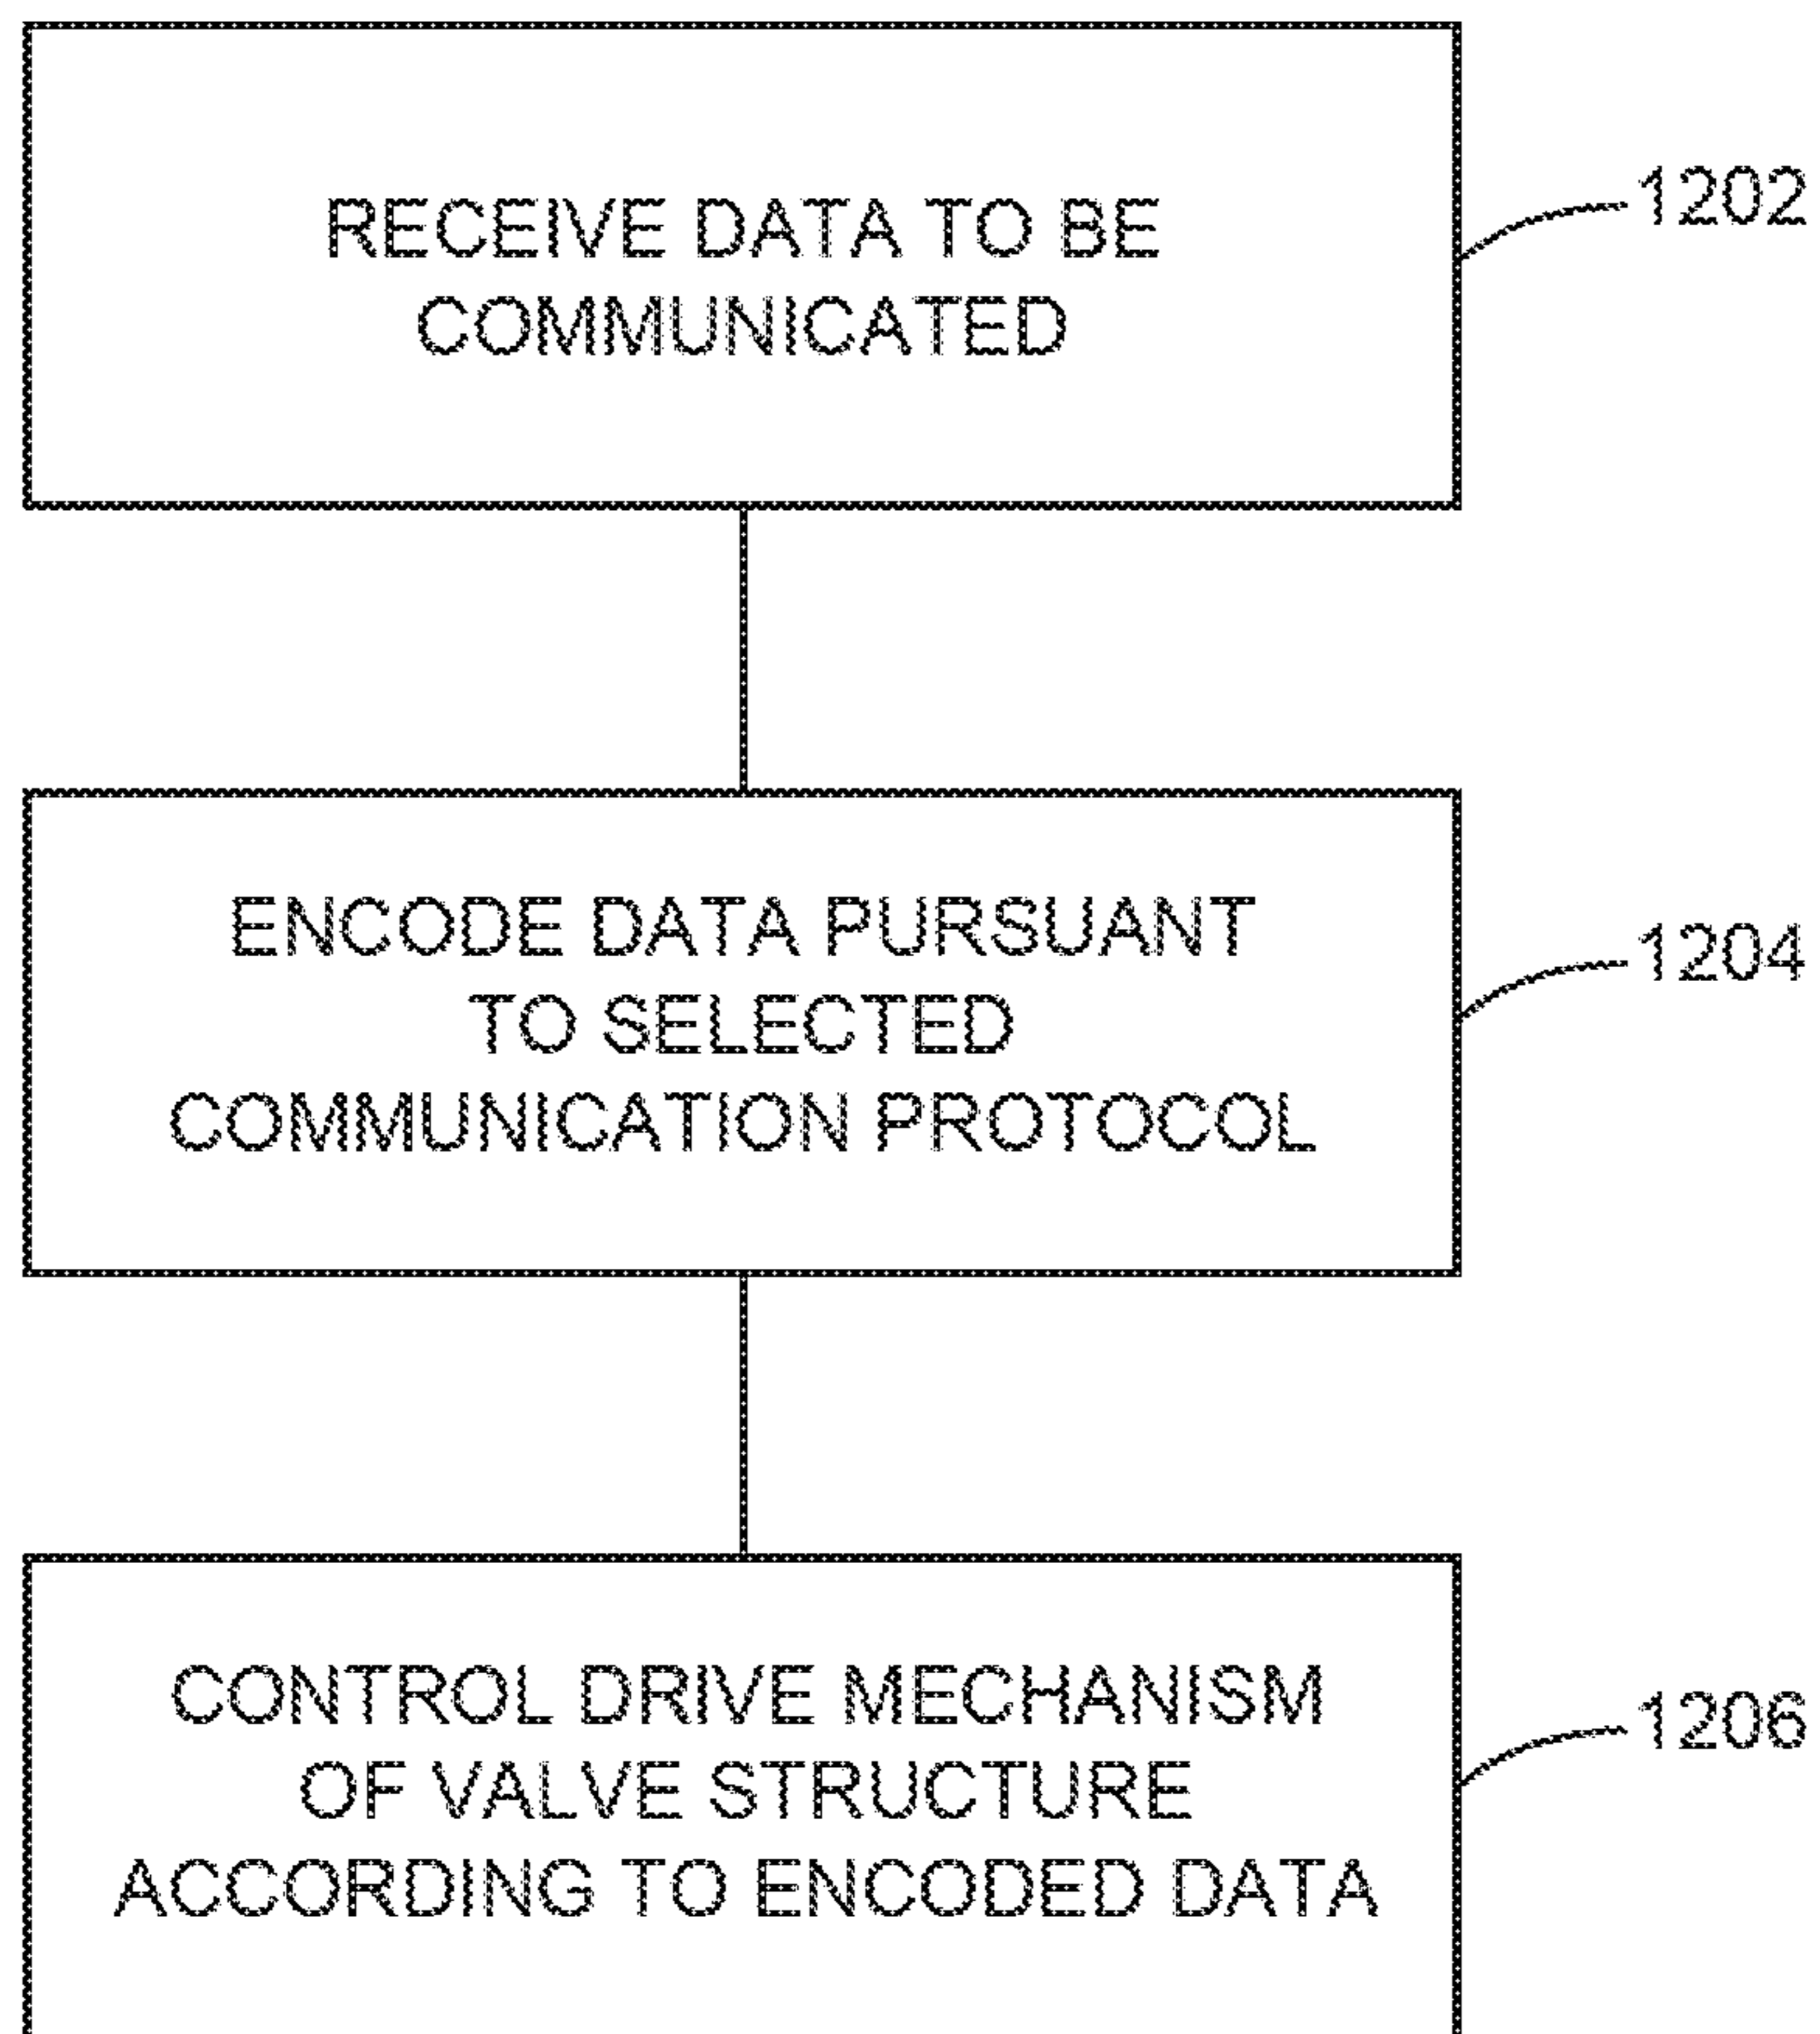 RECEIVE DATA TO BE
COMMUNICATED
1202
ENCODE DATA PURSUANT
TO SELECTED
COMMUNICATION PROTOCOL
1204
CONTROL DRIVE MECHANISM
OF VALVE STRUCTURE
ACCORDING TO ENCODED DATA
1206